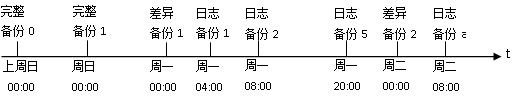 完整 完整 差异 日志 日志 日志 差异 日志
备份 0 备份 1 备份 1 备份 1 备份 2 备份 5 备份 2 备份 a
t
上周日 周日 周一 周一 周一 周一 周二 周二
00:00 00:00 00:00 04:00 08:00 20:00 00:00 08:00